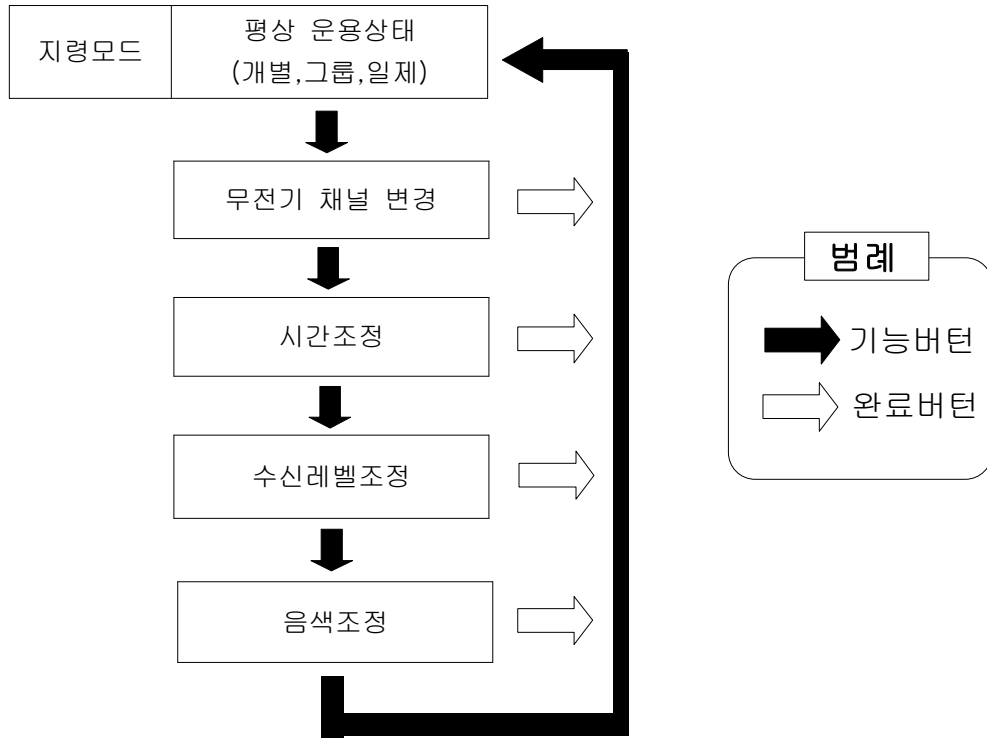 지령모드
평상 운용상태
(개별,그룹,일제)
무전기 채널 변경
시간조정
수신레벨조정
음색조정
범례
기능버턴
완료버턴